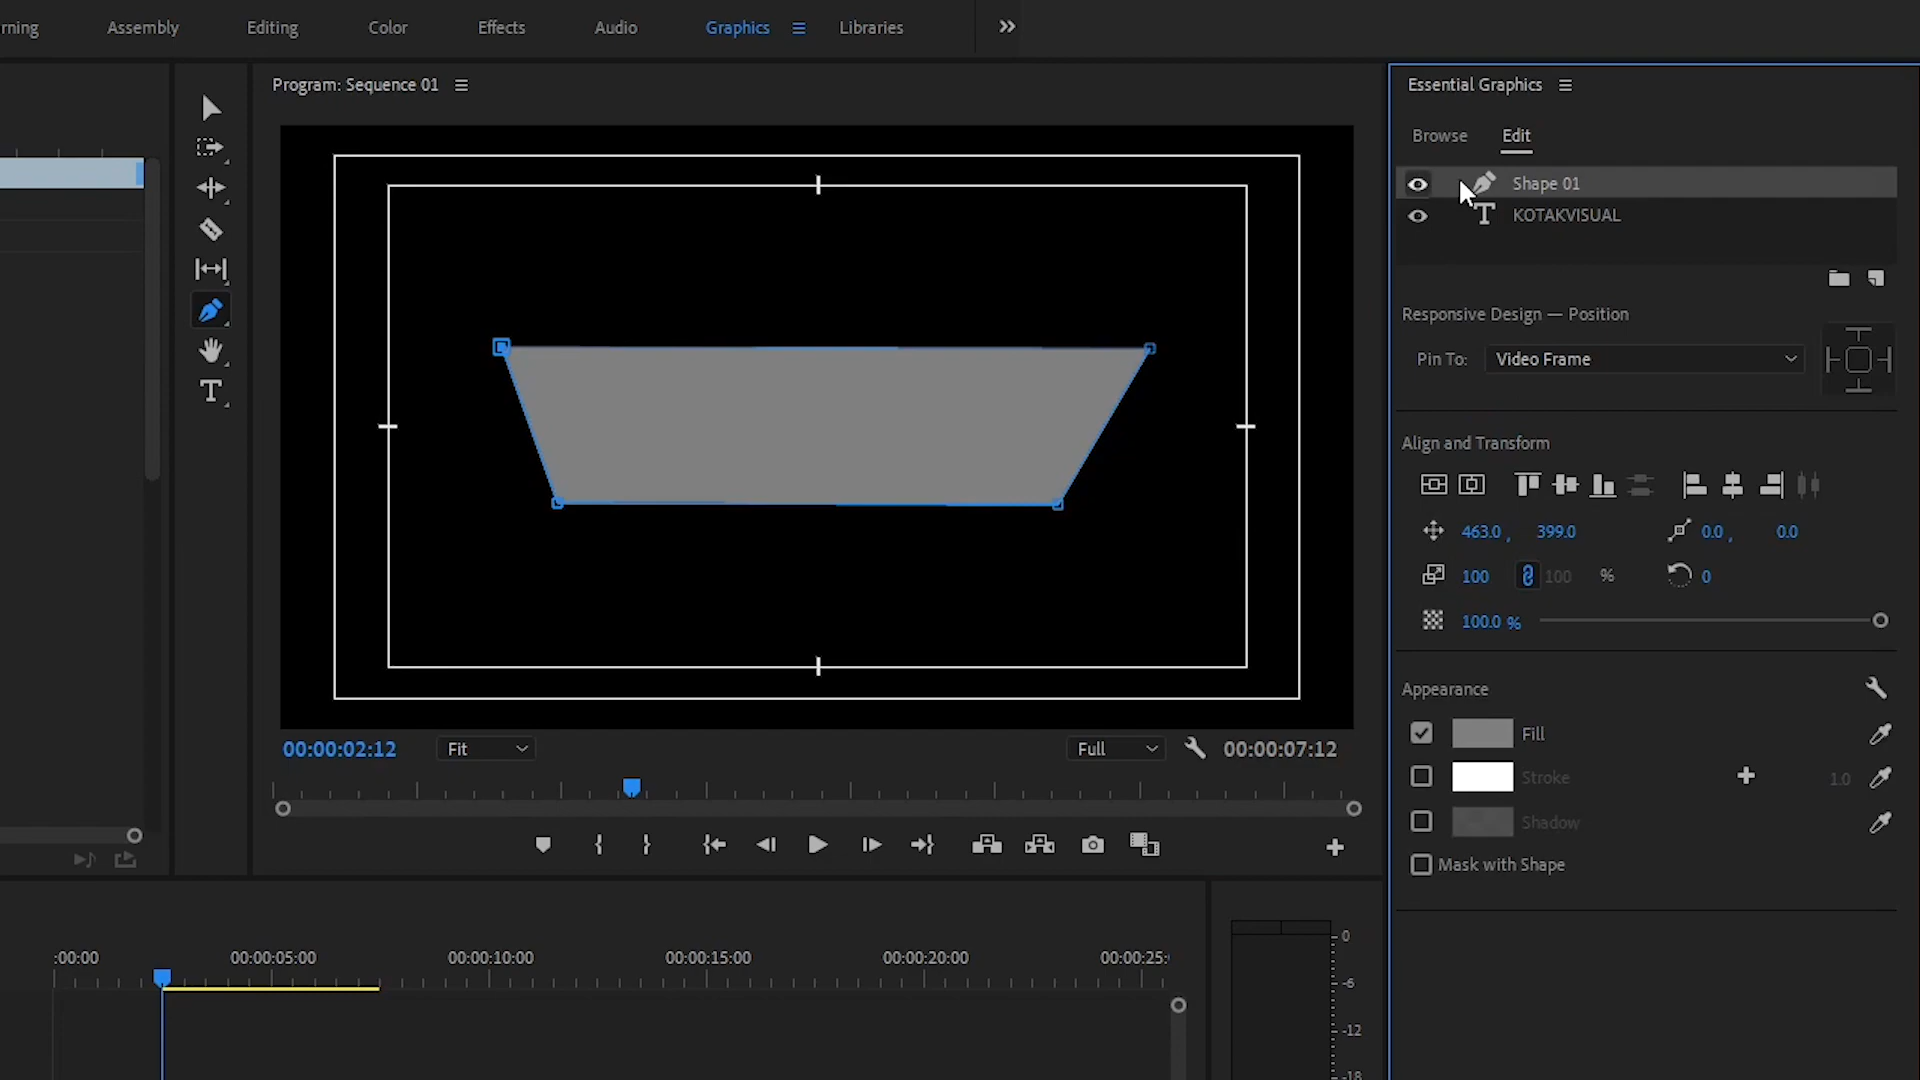 rning
Assembly
Editing
Color
Effects
Audio
Graphics
Libraries
Program: Sequence 01
Essential Graphics
Browse
Edit
Shape 01
KOTAKVISUAL
Responsive Design — Position
Pin To:
Video Frame
Align and Transform
463.0 ,
399.0
0.0 ,
0.0
100
100
%
0
100.0 %
Appearance
Fill
Stroke
1.0
Shadow
Mask with Shape
00:00:02:12
Fit
Full
00:00:07:12
:00:00
00:00:05:00
00:00:10:00
00:00:15:00
00:00:20:00
00:00:25:
0
-6
-12
-18